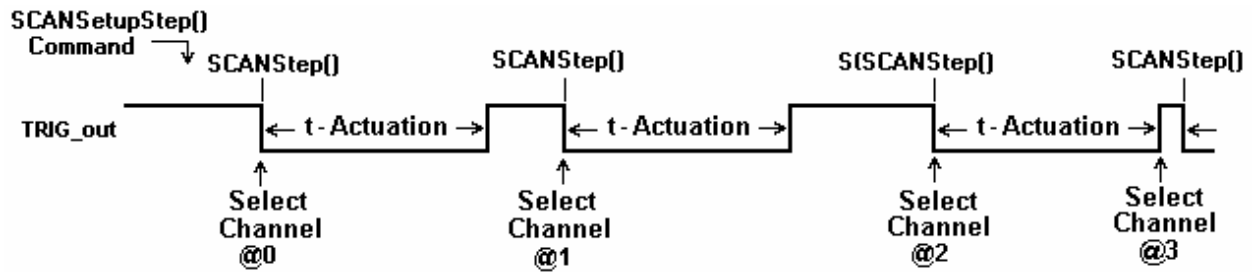 SCANSetupStep()
Command
SCANStep()
SCANStep()
S(SCANStep()
SCANStep()
TRIG_out
t - Actuation
t - Actuation
t - Actuation
Select
Channel
@0
Select
Channel
@1
Select
Channel
@2
Select
Channel
@3